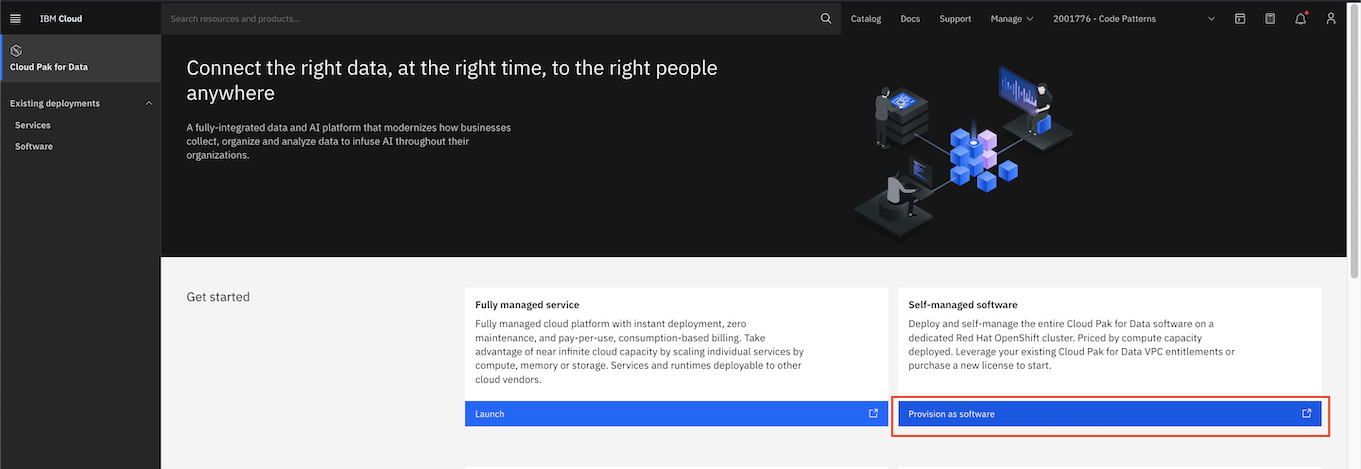 IBM Cloud
Search resources and products...
Catalog
Docs
Support
Manage
2001776 - Code Patterns
Cloud Pak for Data
Existing deployments
Services
Software
Connect the right data, at the right time, to the right people
anywhere
A fully-integrated data and AI platform that modernizes how businesses
collect, organize and analyze data to infuse AI throughout their
organizations.
Get started
Fully managed service
Fully managed cloud platform with instant deployment, zero
maintenance, and pay-per-use, consumption-based billing. Take
advantage of near infinite cloud capacity by scaling individual services by
compute, memory or storage. Services and runtimes deployable to other
cloud vendors.
Launch
Self-managed software
Deploy and self-manage the entire Cloud Pak for Data software on a
dedicated Red Hat OpenShift cluster. Priced by compute capacity
deployed. Leverage your existing Cloud Pak for Data VPC entitlements or
purchase a new license to start.
Provision as software